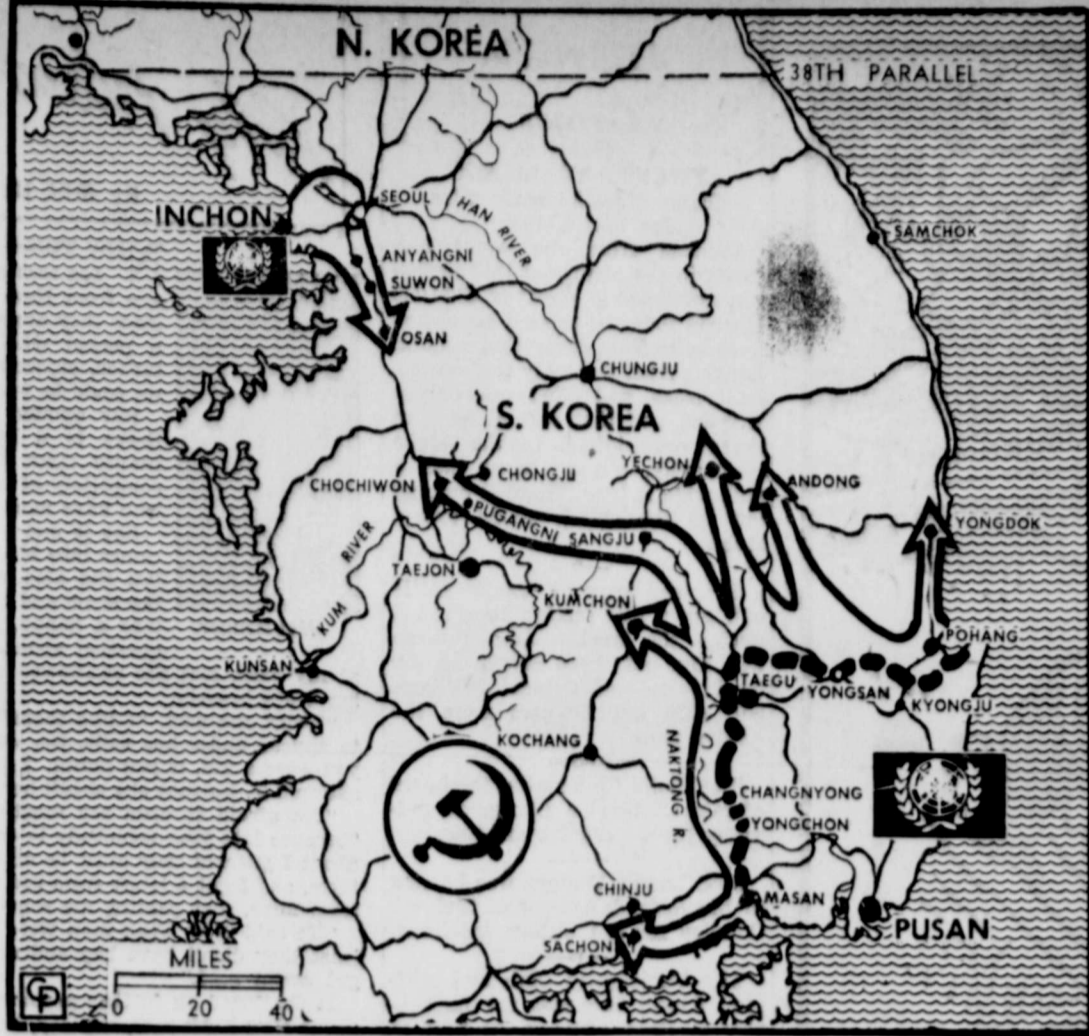 N. KOREA
38TH PARALLEL
SEOUL
HAN RIVER
INCHON
SAMCHOK
ANYANGNI
SUWON
OSAN
CHUNGJU
S. KOREA
YECHON
CHONGJU
ANDONG
CHOCHIWON
PUGANGNI
SANGJU
YONGDOK
KUM RIVER
TAEJON
KUMCHON
POHANG
KUNSAN
TAEGU
YONGSAN
KYONGJU
KOCHANG
NAKTONG R.
CHANGNYONG
YONGCHON
CHINJU
MASAN
PUSAN
SACHON
MILES
0 20 40
CP